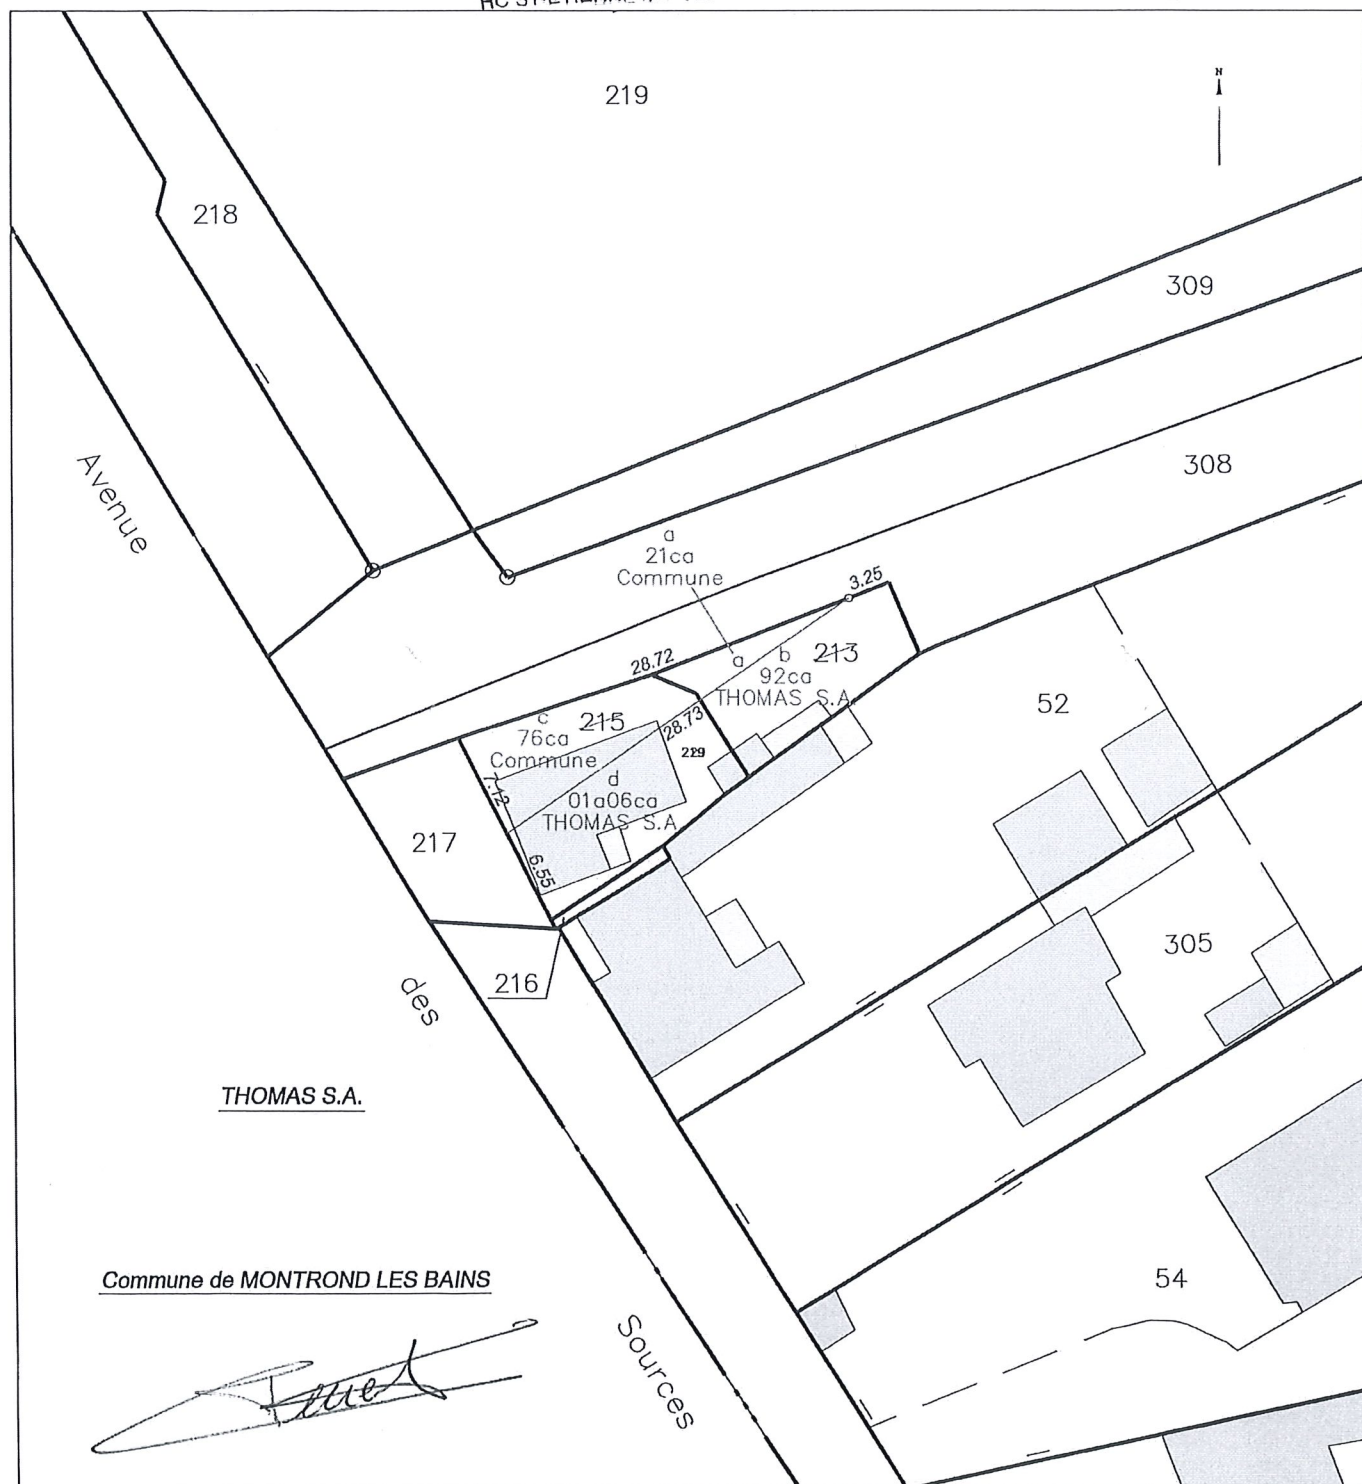 219
N
218
309
Avenue
308
a
21ca
Commune
3.25
28.72
a
b
213
92ca
THOMAS S.A.
c
215
76ca
Commune
28.73
52
d
01a06ca
THOMAS S.A.
7.12
217
6.55
305
216
des
THOMAS S.A.
Commune de MONTROND LES BAINS
54
Sources